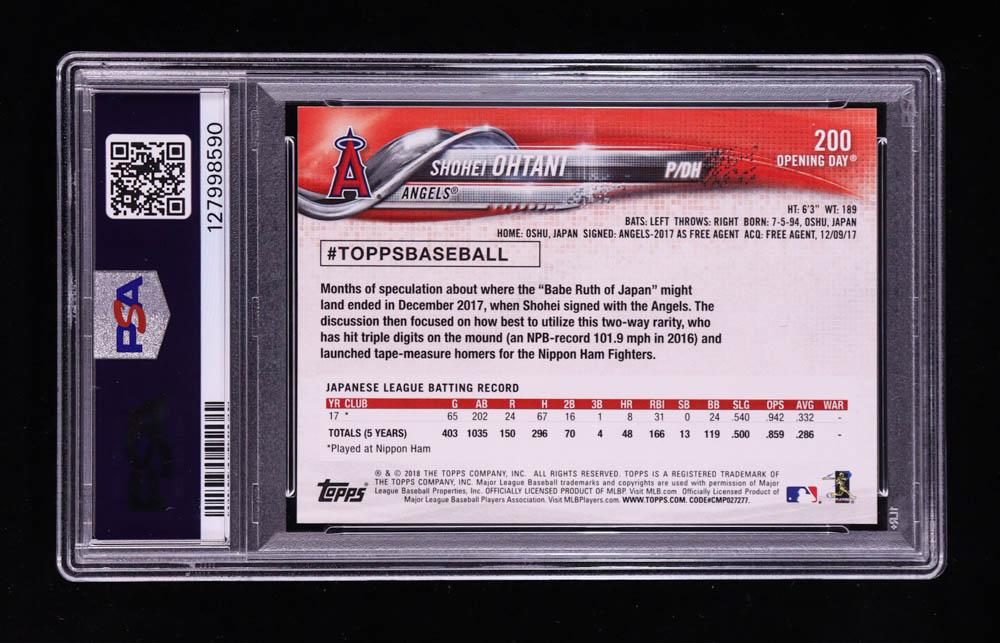 127998590
PSA
PSA
A
SHOHEI OHTANI
P/DH
ANGELS®
200
OPENING DAY®
HT: 6'3" WT: 189
BATS: LEFT THROWS: RIGHT BORN: 7-5-94, OSHU, JAPAN
HOME: OSHU, JAPAN SIGNED: ANGELS-2017 AS FREE AGENT ACQ: FREE AGENT, 12/09/17
#TOPPSBASEBALL
Months of speculation about where the "Babe Ruth of Japan" might
land ended in December 2017, when Shohei signed with the Angels. The
discussion then focused on how best to utilize this two-way rarity, who
has hit triple digits on the mound (an NPB-record 101.9 mph in 2016) and
launched tape-measure homers for the Nippon Ham Fighters.
JAPANESE LEAGUE BATTING RECORD
YR CLUB G AB R H 2B 3B HR RBI SB BB SLG OPS AVG WAR
17 * 65 202 24 67 16 1 8 31 0 24 .540 .942 .332 -
TOTALS (5 YEARS) 403 1035 150 296 70 4 48 166 13 119 .500 .859 .286 -
*Played at Nippon Ham
Topps
® & © 2018 THE TOPPS COMPANY, INC. ALL RIGHTS RESERVED. TOPPS IS A REGISTERED TRADEMARK OF
THE TOPPS COMPANY, INC. Major League Baseball trademarks and copyrights are used with permission of Major
League Baseball Properties, Inc. OFFICIALLY LICENSED PRODUCT OF MLBP. Visit MLB.com Officially Licensed Product of
Major League Baseball Players Association. Visit MLBPlayers.com. WWW.TOPPS.COM. CODE#CMP027277.